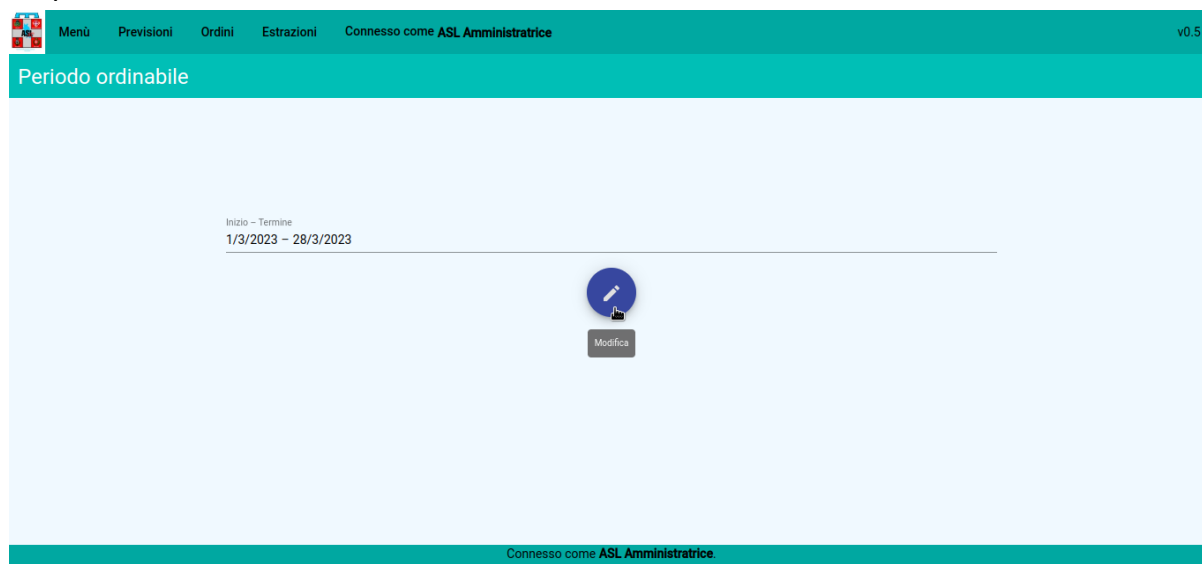 ASL Menù Previsioni Ordini Estrazioni Connesso come ASL Amministratrice v0.5
Periodo ordinabile
Inizio – Termine
1/3/2023 – 28/3/2023
Modifica
Connesso come ASL Amministratrice.